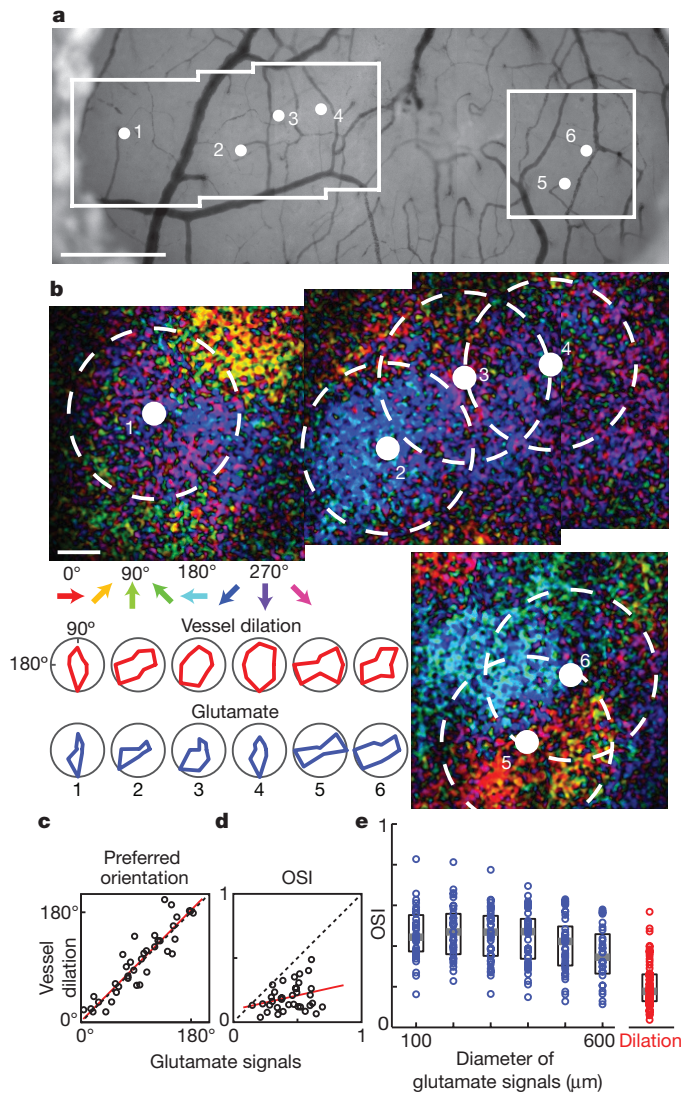 a
1
2
3
4
5
6
b
1
2
3
4
5
6
0° 90° 180° 270°
Vessel dilation
90°
180°
Glutamate
1 2 3 4 5 6
c d e
Preferred orientation
OSI
180°
0°
Vessel dilation
0° 180°
1
0
0 1
Glutamate signals
1
OSI
0
100 600 Dilation
Diameter of
glutamate signals (μm)